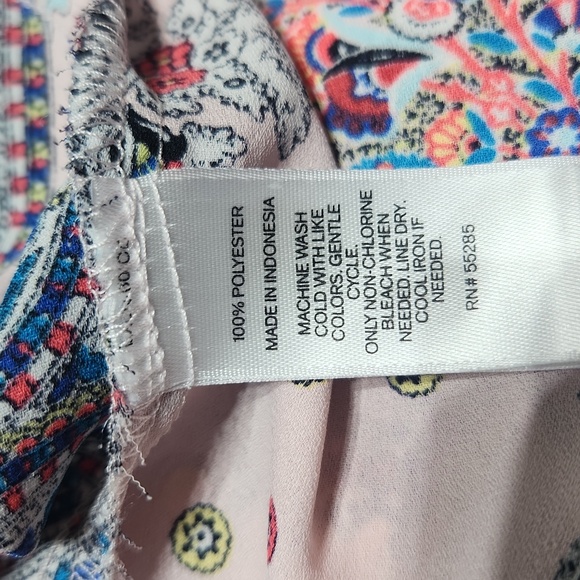 100% POLYESTER
MADE IN INDONESIA
MACHINE WASH
COLD WITH LIKE
COLORS. GENTLE
CYCLE.
ONLY NON-CHLORINE
BLEACH WHEN
NEEDED. LINE DRY.
COOL IRON IF
NEEDED.
RN# 55285